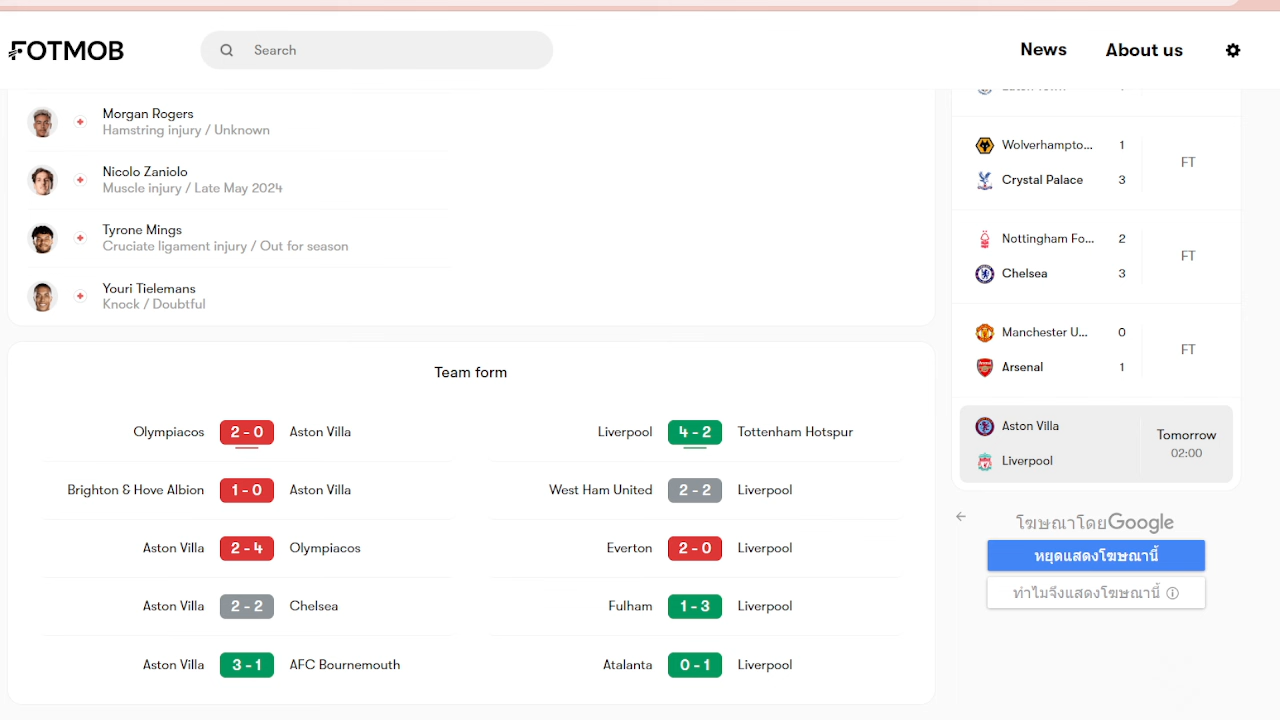 FOTMOB
Search
News
About us
Morgan Rogers
Hamstring injury / Unknown
Nicolo Zaniolo
Muscle injury / Late May 2024
Tyrone Mings
Cruciate ligament injury / Out for season
Youri Tielemans
Knock / Doubtful
Team form
Olympiacos 2 - 0 Aston Villa
Brighton & Hove Albion 1 - 0 Aston Villa
Aston Villa 2 - 4 Olympiacos
Aston Villa 2 - 2 Chelsea
Aston Villa 3 - 1 AFC Bournemouth
Liverpool 4 - 2 Tottenham Hotspur
West Ham United 2 - 2 Liverpool
Everton 2 - 0 Liverpool
Fulham 1 - 3 Liverpool
Atalanta 0 - 1 Liverpool
Wolverhampto... 1
Crystal Palace 3
FT
Nottingham Fo... 2
Chelsea 3
FT
Manchester U... 0
Arsenal 1
FT
Aston Villa
Liverpool
Tomorrow
02:00
โฆษณาโดย Google
หยุดแสดงโฆษณานี้
ทำไมจึงแสดงโฆษณานี้